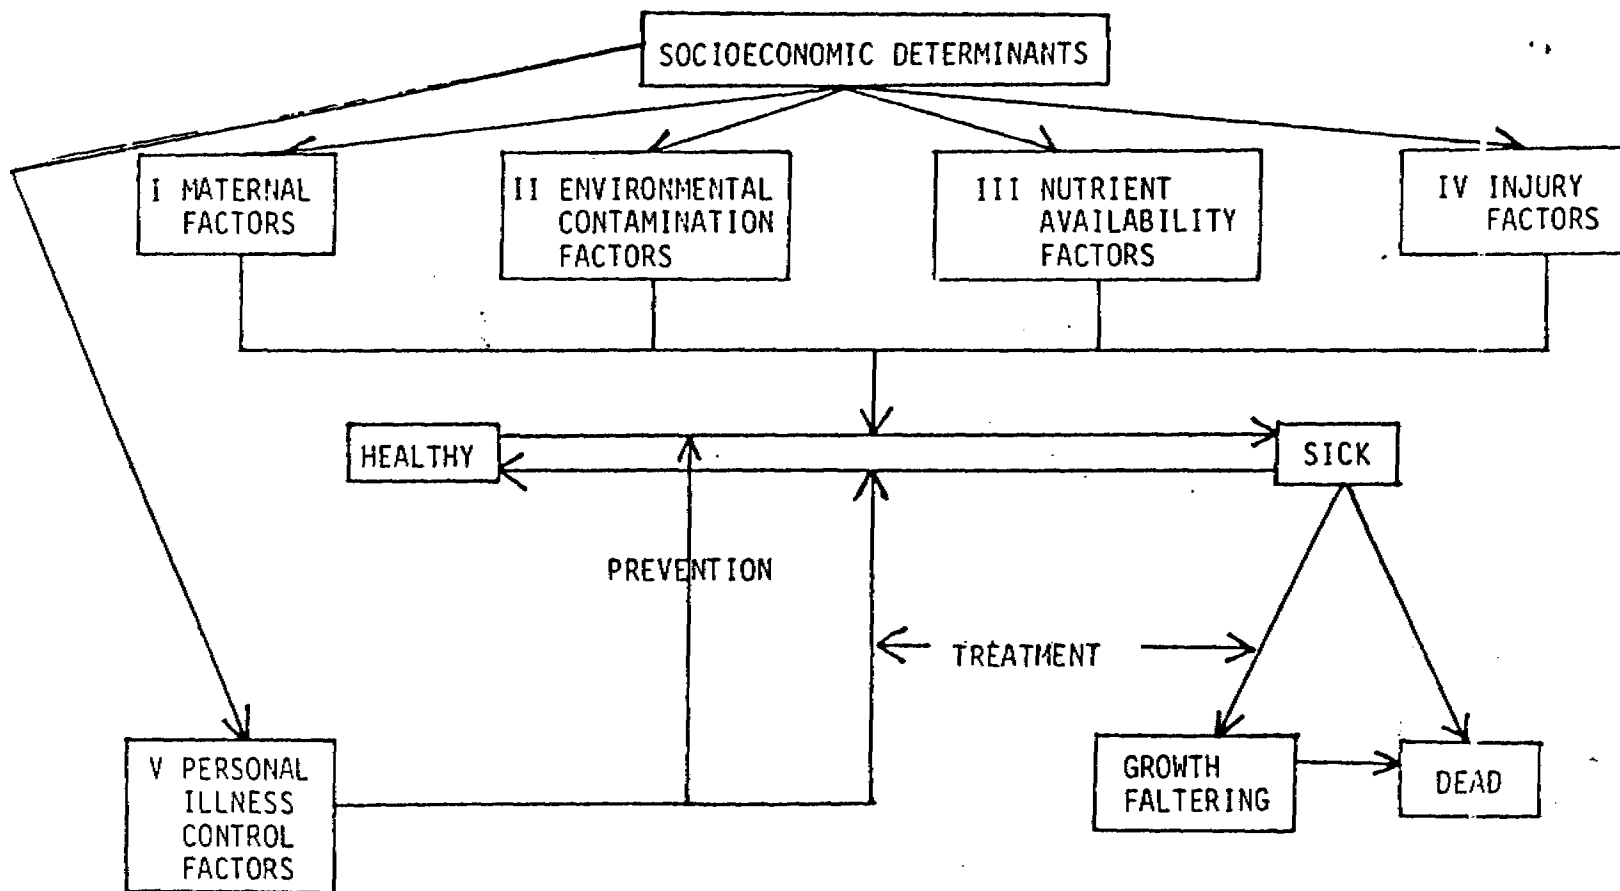 SOCIOECONOMIC DETERMINANTS
I MATERNAL
FACTORS
II ENVIRONMENTAL
CONTAMINATION
FACTORS
III NUTRIENT
AVAILABILITY
FACTORS
IV INJURY
FACTORS
HEALTHY
SICK
PREVENTION
TREATMENT
V PERSONAL
ILLNESS
CONTROL
FACTORS
GROWTH
FALTERING
DEAD